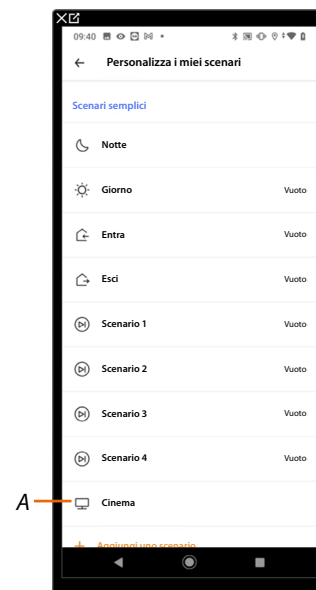 09:40
Personalizza i miei scenari
Scenari semplici
Notte
Giorno Vuoto
Entra Vuoto
Esci Vuoto
Scenario 1 Vuoto
Scenario 2 Vuoto
Scenario 3 Vuoto
Scenario 4 Vuoto
A
Cinema
+ Aggiungi uno scenario